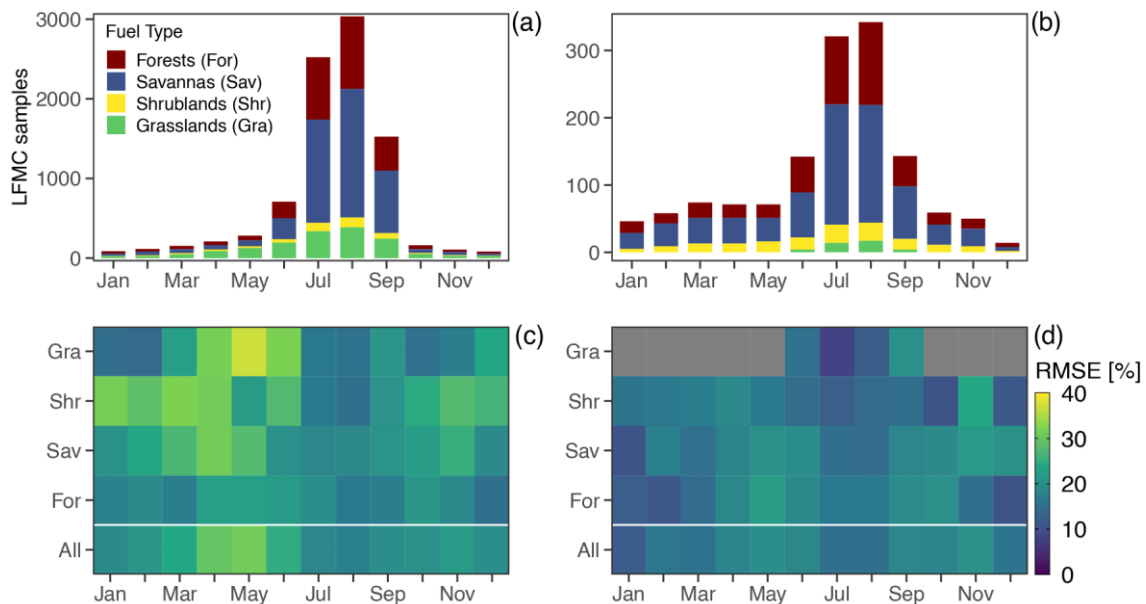 (a)
Fuel Type
Forests (For)
Savannas (Sav)
Shrublands (Shr)
Grasslands (Gra)
LFMC samples
3000
2000
1000
0
Jan Mar May Jul Sep Nov
(b)
300
200
100
0
Jan Mar May Jul Sep Nov
(c)
Gra
Shr
Sav
For
All
Jan Mar May Jul Sep Nov
(d)
Gra
Shr
Sav
For
All
Jan Mar May Jul Sep Nov
RMSE [%]
40
30
20
10
0